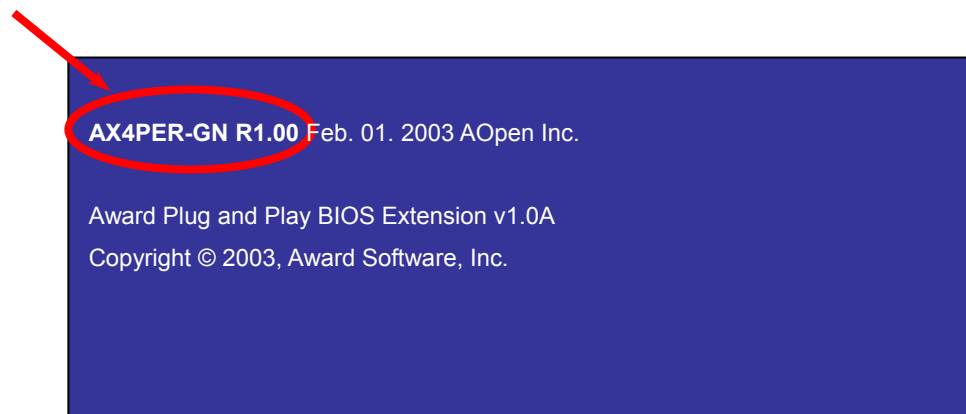 AX4PER-GN R1.00 Feb. 01. 2003 AOpen Inc.
Award Plug and Play BIOS Extension v1.0A
Copyright © 2003, Award Software, Inc.